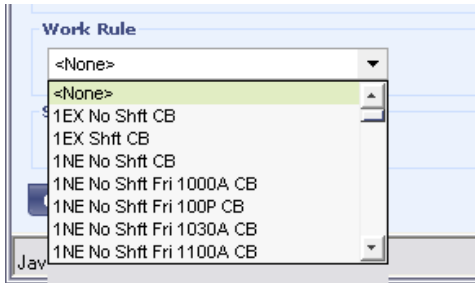 Work Rule
<None>
<None>
1EX No Shft CB
1EX Shft CB
1NE No Shft CB
1NE No Shft Fri 1000A CB
1NE No Shft Fri 100P CB
1NE No Shft Fri 1030A CB
1NE No Shft Fri 1100A CB
Jav